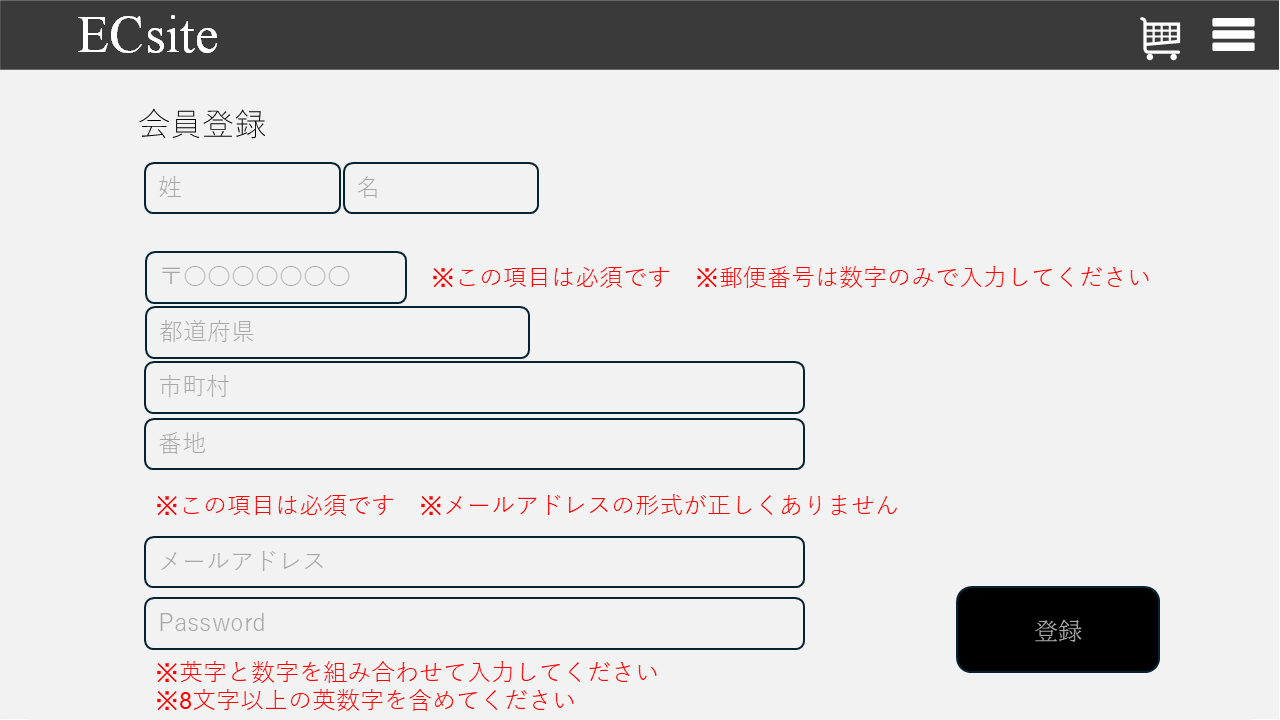 ECsite
会員登録
姓 名
〒〇〇〇〇〇〇〇 ※この項目は必須です　※郵便番号は数字のみで入力してください
都道府県
市町村
番地
※この項目は必須です　※メールアドレスの形式が正しくありません
メールアドレス
Password
登録
※英字と数字を組み合わせて入力してください
※8文字以上の英数字を含めてください